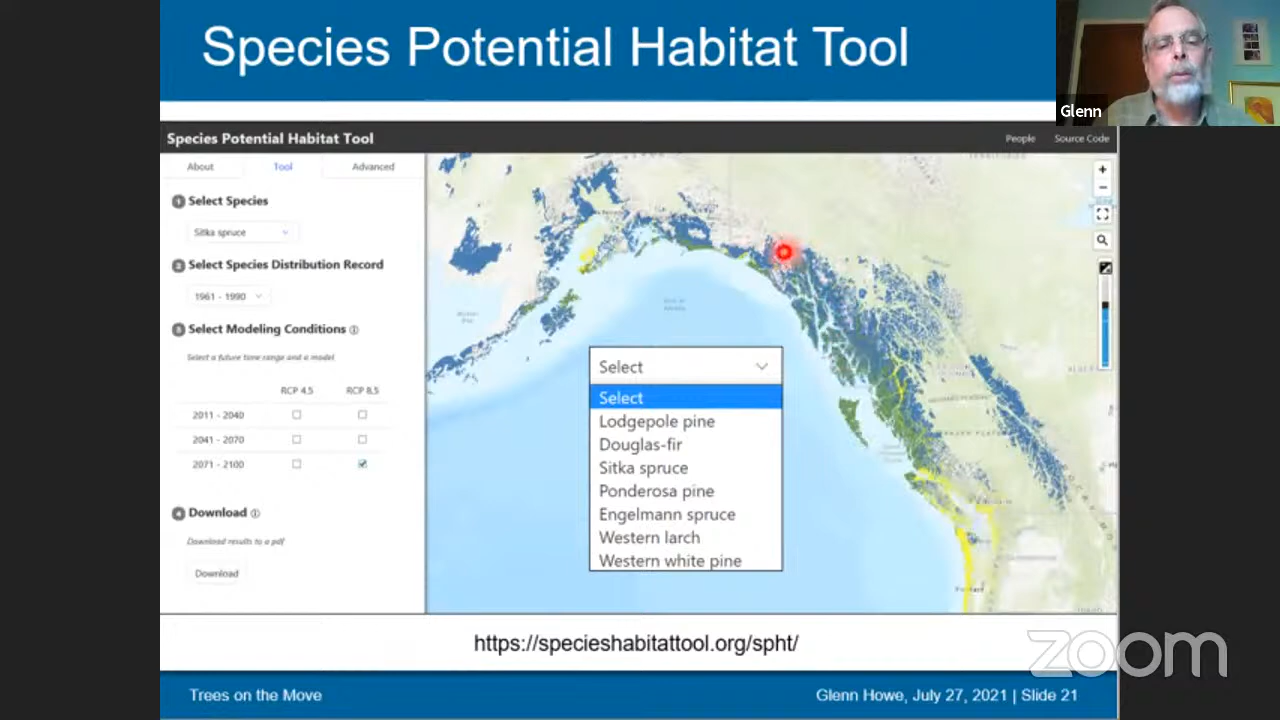 Species Potential Habitat Tool
Glenn
Species Potential Habitat Tool
People
Source Code
About
Tool
Advanced
1 Select Species
Sitka spruce
2 Select Species Distribution Record
1961 - 1990
3 Select Modeling Conditions
Select a future time range and a model
RCP 4.5
RCP 8.5
2011 - 2040
2041 - 2070
2071 - 2100
4 Download
Download results to a pdf
Download
+
−
Select
Select
Lodgepole pine
Douglas-fir
Sitka spruce
Ponderosa pine
Engelmann spruce
Western larch
Western white pine
https://specieshabitattool.org/spht/
zoom
Trees on the Move
Glenn Howe, July 27, 2021 | Slide 21